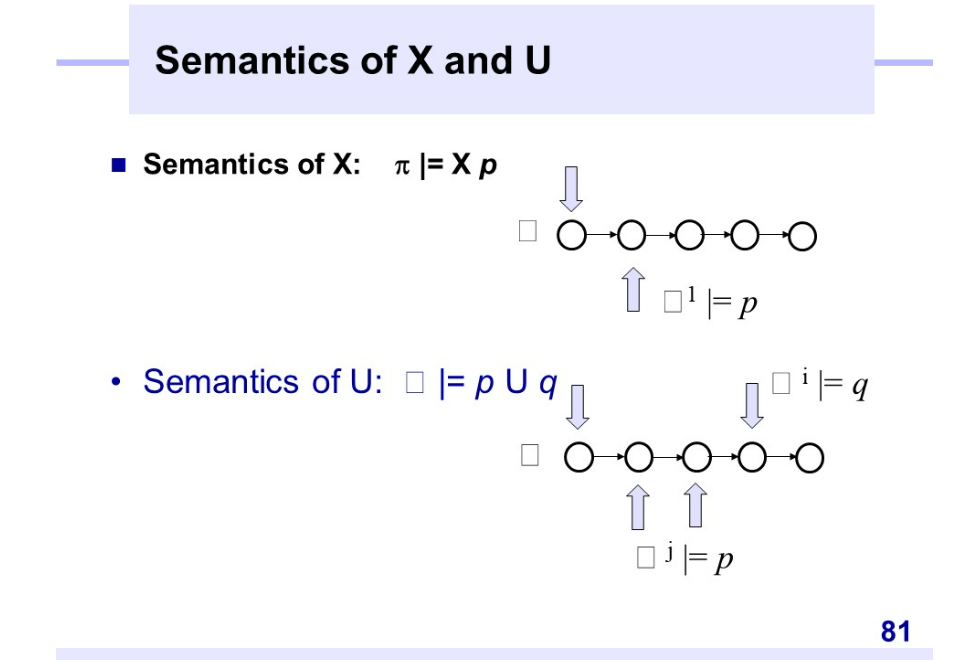 Semantics of X and U
■ Semantics of X: π |= X p
□
□¹ |= p
• Semantics of U: □ |= p U q
□ ⁱ |= q
□
□ ʲ |= p
81